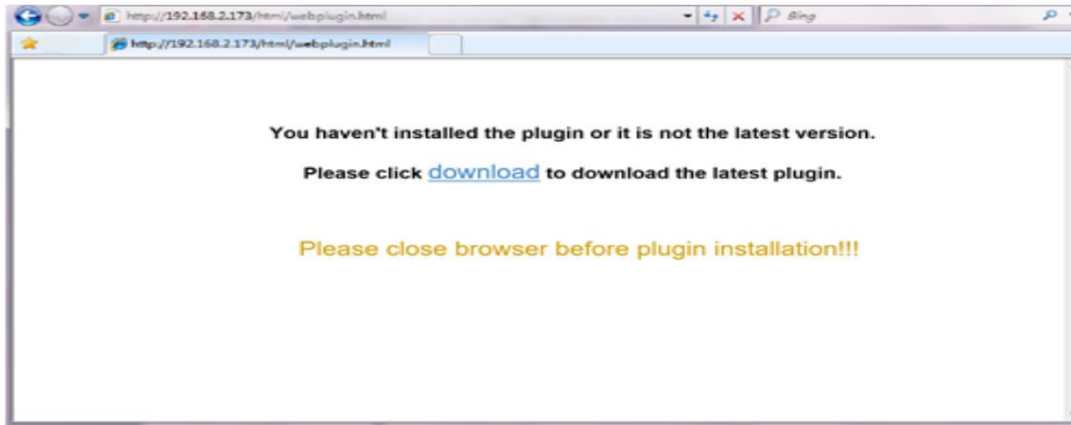 http://192.168.2.173/html/webplugin.html
Bing
http://192.168.2.173/html/webplugin.html
You haven't installed the plugin or it is not the latest version.
Please click download to download the latest plugin.
Please close browser before plugin installation!!!